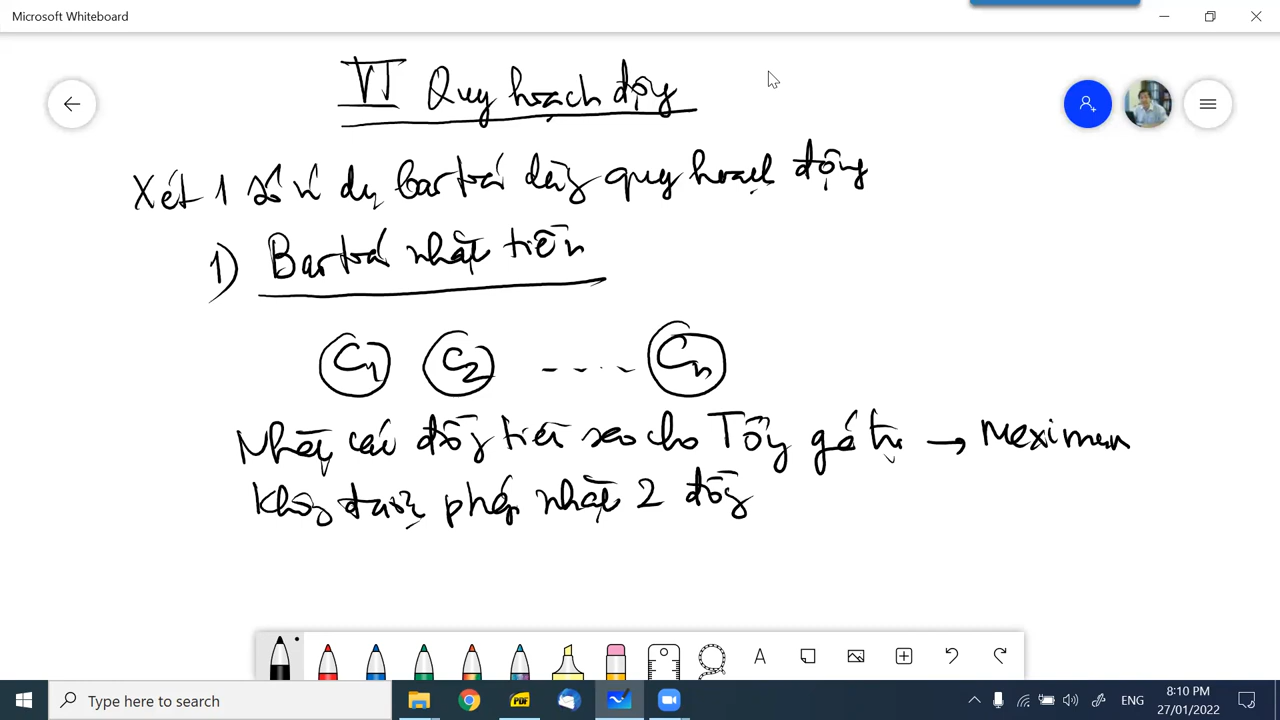 Microsoft Whiteboard
VI Quy hoạch động
Xét 1 số ví dụ bài toán dùng quy hoạch động
1) Bài toán nhặt tiền
C1 C2 ..... Cn
Nhặt các đồng tiền sao cho Tổng giá trị → Maximum
Không được phép nhặt 2 đồng
A
Type here to search
PDF
ENG
8:10 PM
27/01/2022